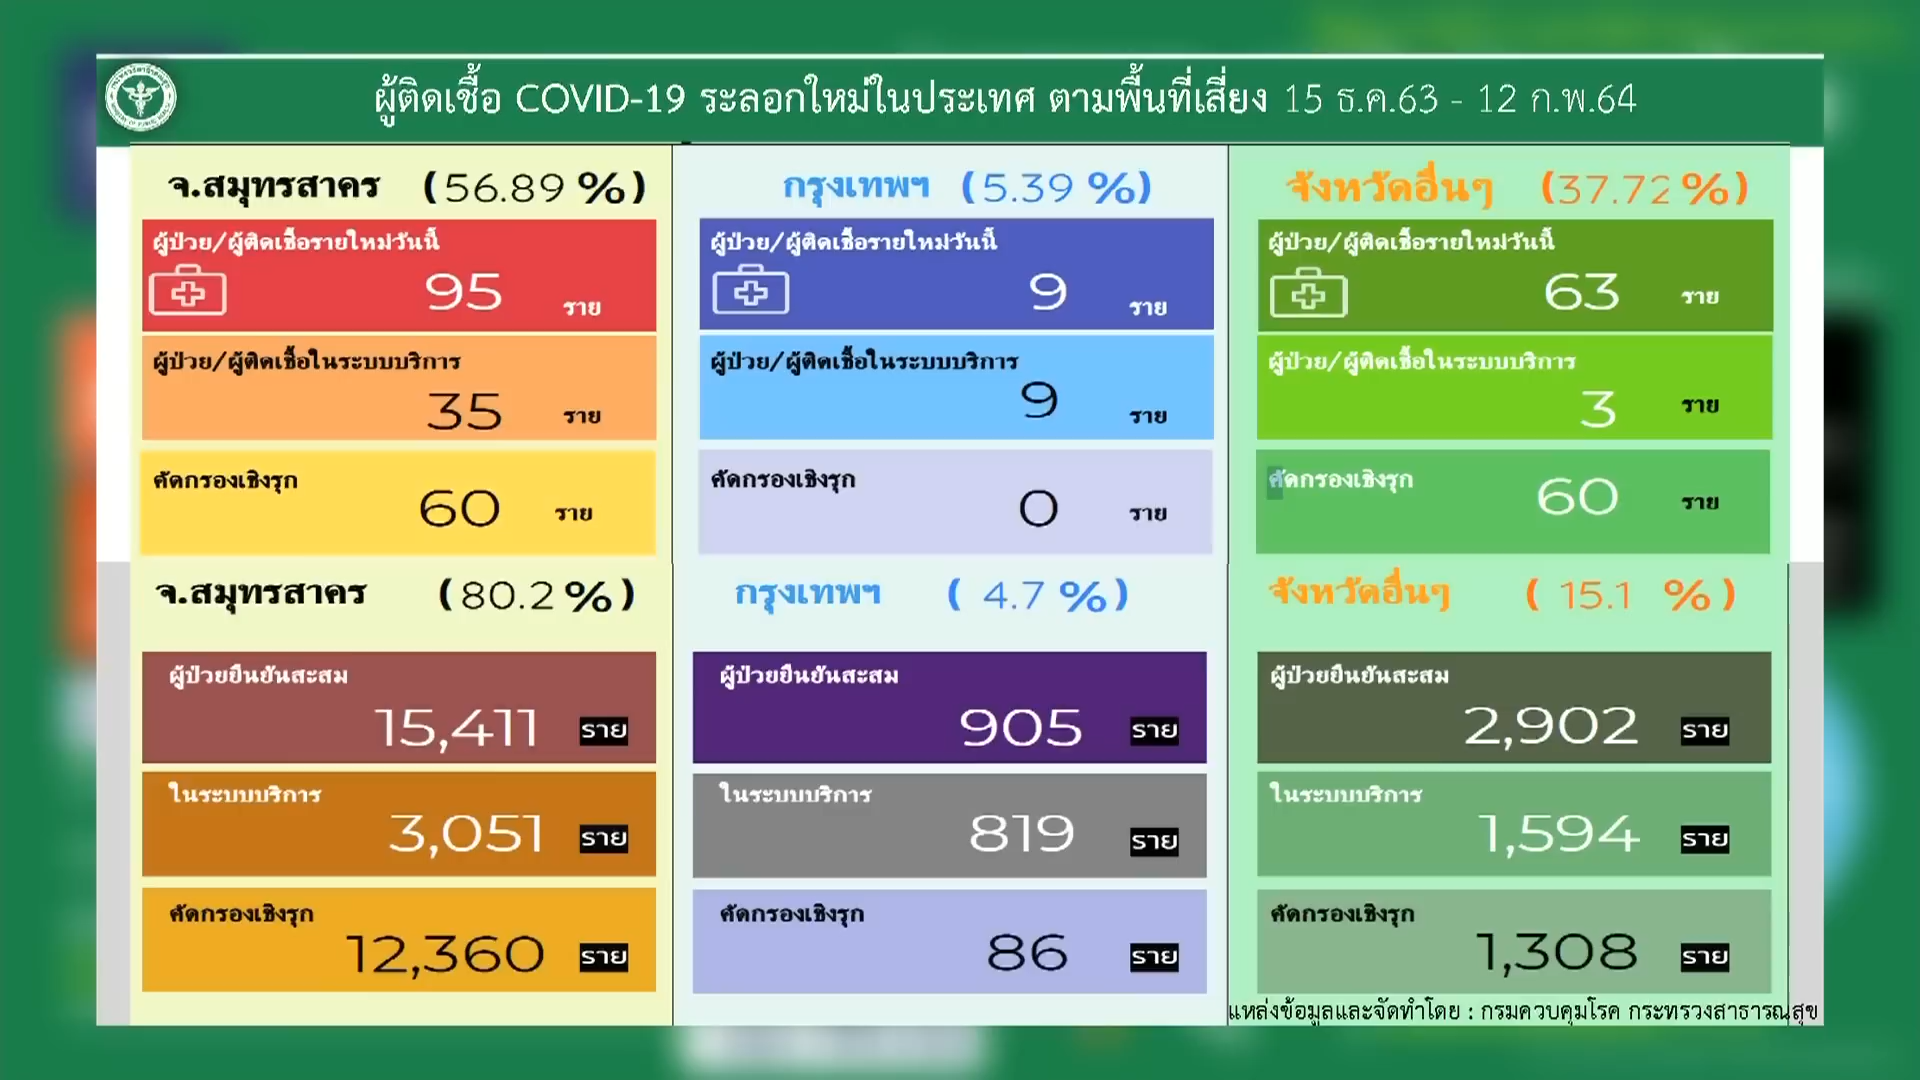 ผู้ติดเชื้อ COVID-19 ระลอกใหม่ในประเทศ ตามพื้นที่เสี่ยง 15 ธ.ค.63 - 12 ก.พ.64
จ.สมุทรสาคร (56.89 %)
ผู้ป่วย/ผู้ติดเชื้อรายใหม่วันนี้
95 ราย
ผู้ป่วย/ผู้ติดเชื้อในระบบบริการ
35 ราย
คัดกรองเชิงรุก
60 ราย
จ.สมุทรสาคร (80.2 %)
ผู้ป่วยยืนยันสะสม
15,411 ราย
ในระบบบริการ
3,051 ราย
คัดกรองเชิงรุก
12,360 ราย
กรุงเทพฯ (5.39 %)
ผู้ป่วย/ผู้ติดเชื้อรายใหม่วันนี้
9 ราย
ผู้ป่วย/ผู้ติดเชื้อในระบบบริการ
9 ราย
คัดกรองเชิงรุก
0 ราย
กรุงเทพฯ ( 4.7 %)
ผู้ป่วยยืนยันสะสม
905 ราย
ในระบบบริการ
819 ราย
คัดกรองเชิงรุก
86 ราย
จังหวัดอื่นๆ (37.72 %)
ผู้ป่วย/ผู้ติดเชื้อรายใหม่วันนี้
63 ราย
ผู้ป่วย/ผู้ติดเชื้อในระบบบริการ
3 ราย
คัดกรองเชิงรุก
60 ราย
จังหวัดอื่นๆ ( 15.1 %)
ผู้ป่วยยืนยันสะสม
2,902 ราย
ในระบบบริการ
1,594 ราย
คัดกรองเชิงรุก
1,308 ราย
แหล่งข้อมูลและจัดทำโดย : กรมควบคุมโรค กระทรวงสาธารณสุข